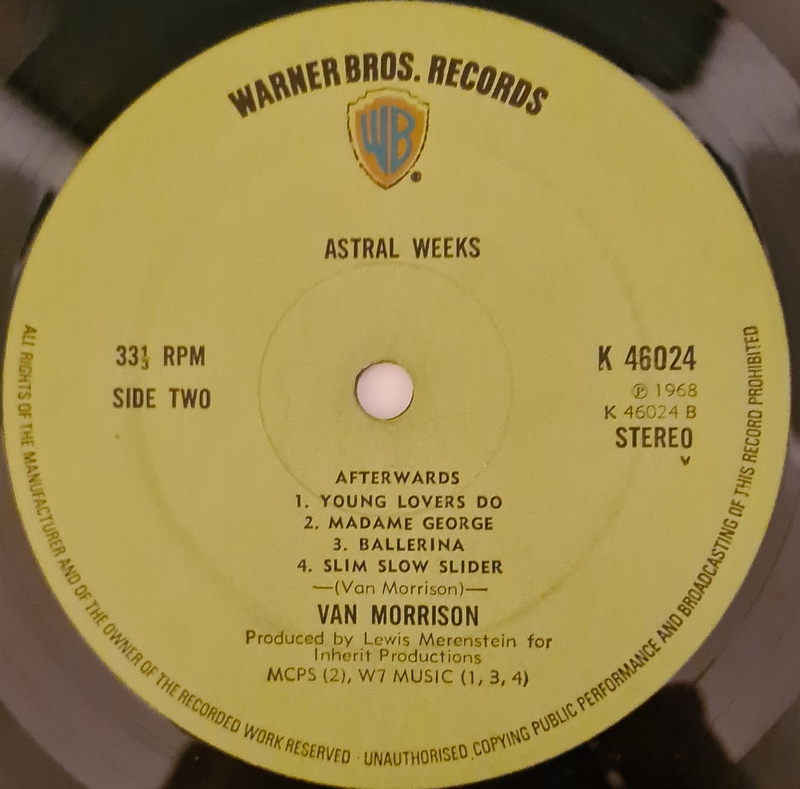 WARNER BROS. RECORDS
WB
®
ASTRAL WEEKS
33⅓ RPM
SIDE TWO
K 46024
℗ 1968
K 46024 B
STEREO
AFTERWARDS
1. YOUNG LOVERS DO
2. MADAME GEORGE
3. BALLERINA
4. SLIM SLOW SLIDER
—(Van Morrison)—
VAN MORRISON
Produced by Lewis Merenstein for
Inherit Productions
MCPS (2), W7 MUSIC (1, 3, 4)
ALL RIGHTS OF THE MANUFACTURER AND OF THE OWNER OF THE RECORDED WORK RESERVED · UNAUTHORISED COPYING PUBLIC PERFORMANCE AND BROADCASTING OF THIS RECORD PROHIBITED